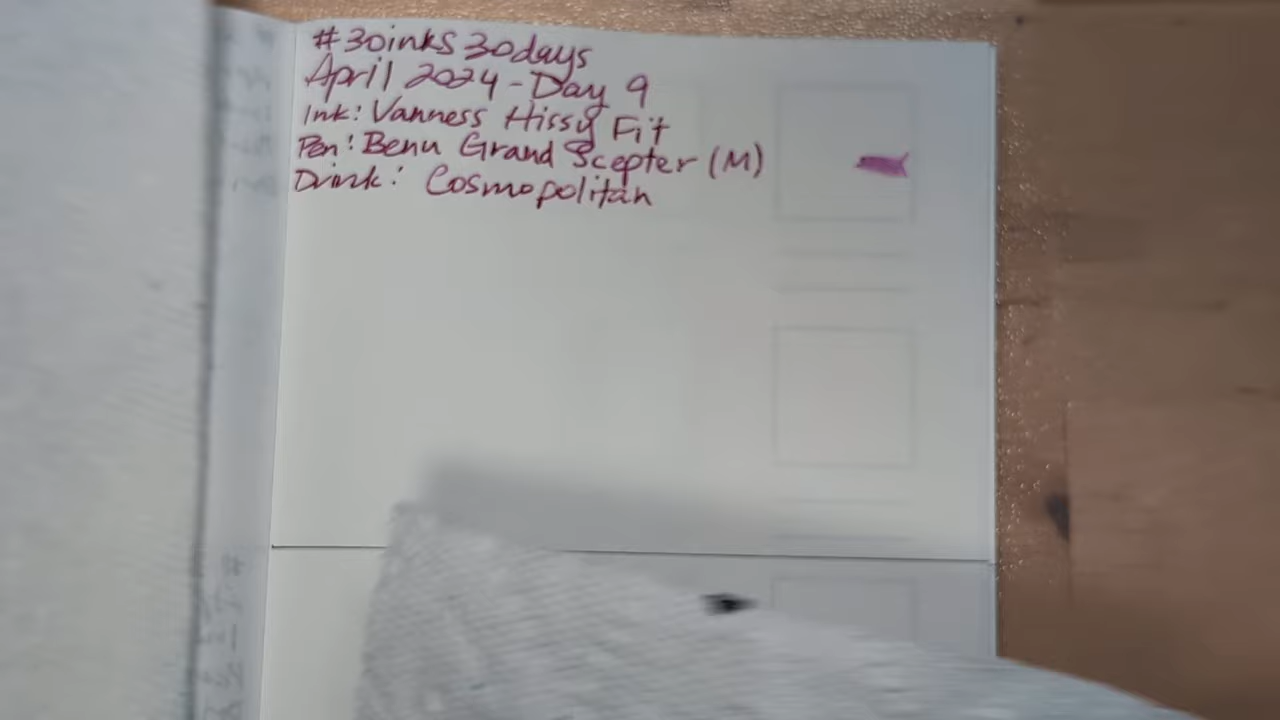 #30inks30days
April 2024 - Day 9
Ink: Vanness Hissy Fit
Pen: Benu Grand Scepter (M)
Drink: Cosmopolitan